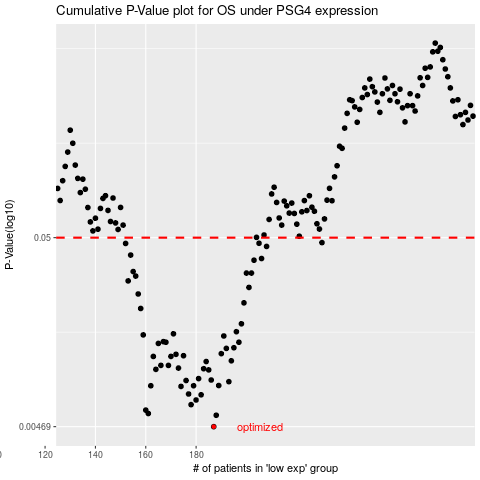 Cumulative P-Value plot for OS under PSG4 expression
P-Value(log10)
0.05
0.00469
optimized
0 120 140 160 180
# of patients in 'low exp' group